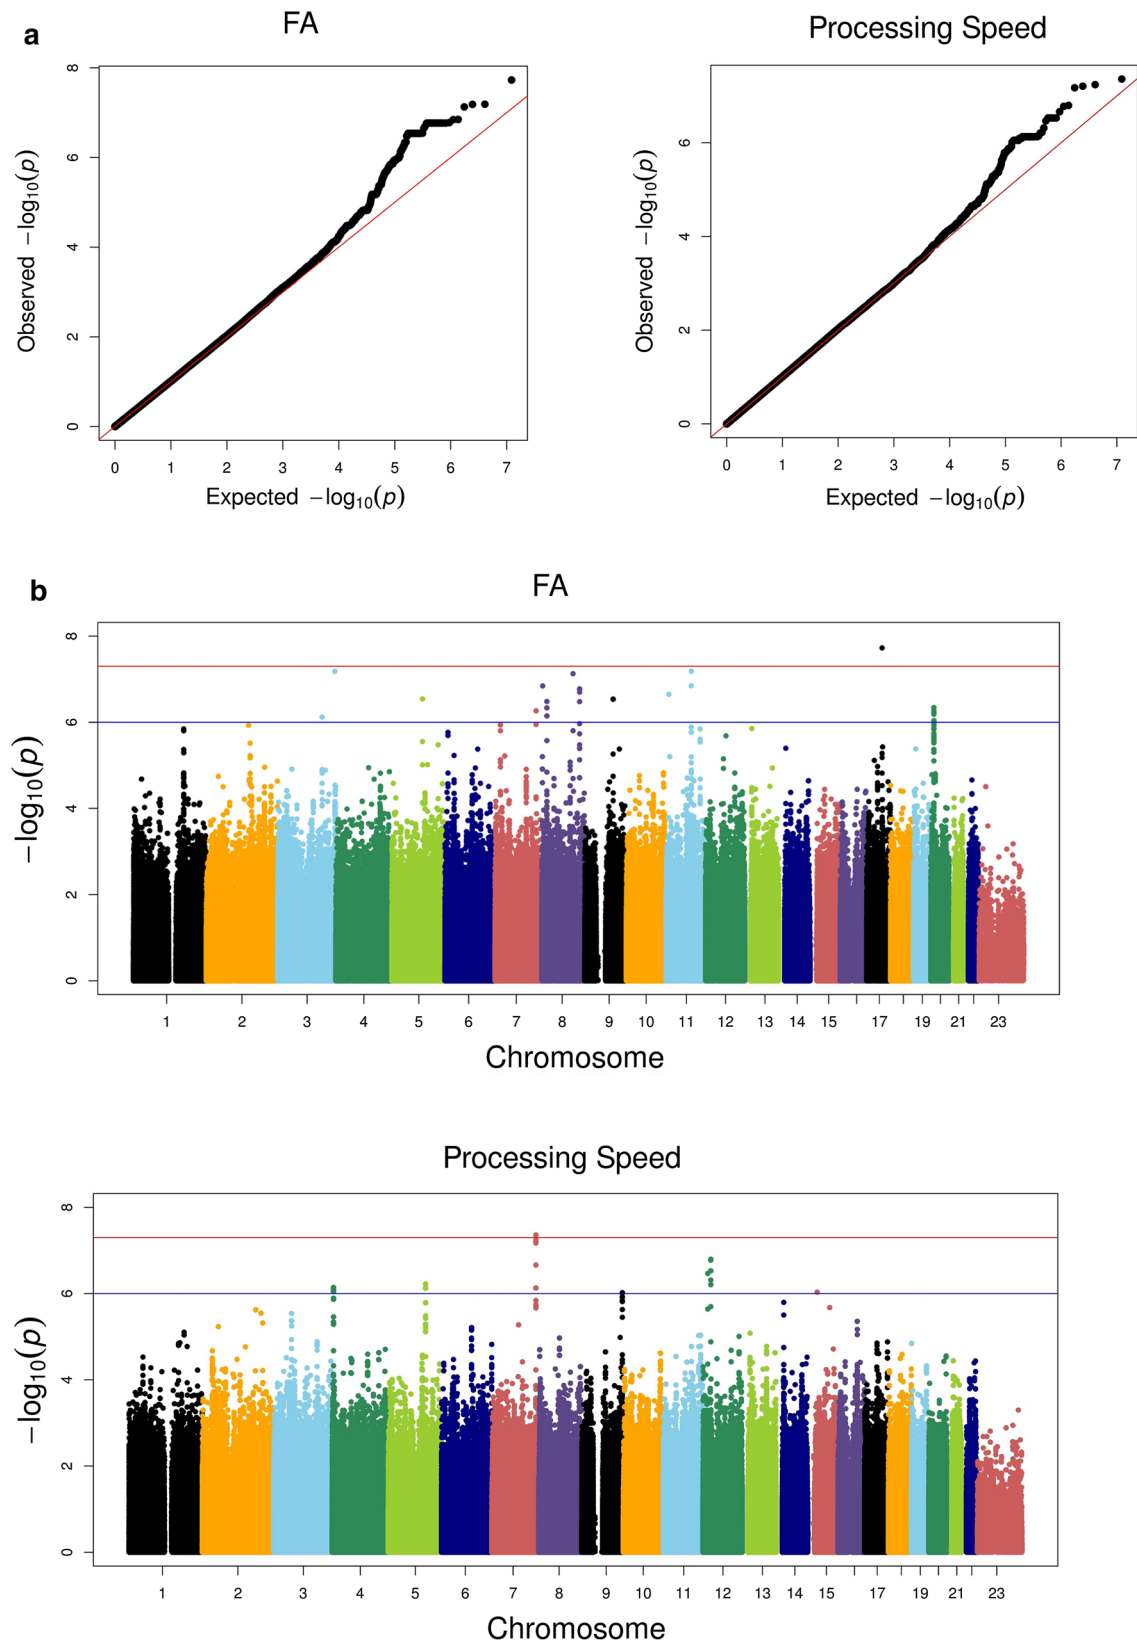 a
FA
Processing Speed
8
6
4
2
0
Observed −log10(p)
0 1 2 3 4 5 6 7
Expected −log10(p)
6
4
2
0
Observed −log10(p)
0 1 2 3 4 5 6 7
Expected −log10(p)
b
FA
8
6
4
2
0
−log10(p)
1 2 3 4 5 6 7 8 9 10 11 12 13 14 15 17 19 21 23
Chromosome
Processing Speed
8
6
4
2
0
−log10(p)
1 2 3 4 5 6 7 8 9 10 11 12 13 14 15 17 19 21 23
Chromosome